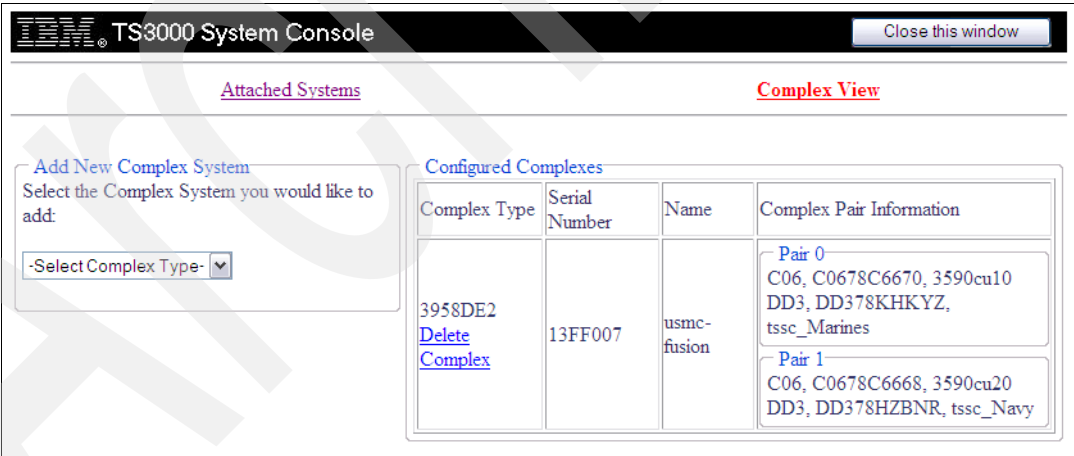 IBM® TS3000 System Console
Close this window
Attached Systems
Complex View
Add New Complex System
Select the Complex System you would like to
add:
-Select Complex Type-
Configured Complexes
Complex Type
Serial
Number
Name
Complex Pair Information
3958DE2
Delete
Complex
13FF007
usmc-
fusion
Pair 0
C06, C0678C6670, 3590cu10
DD3, DD378KHKYZ,
tssc_Marines
Pair 1
C06, C0678C6668, 3590cu20
DD3, DD378HZBNR, tssc_Navy